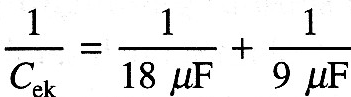 1/C_ek = 1/18 μF + 1/9 μF